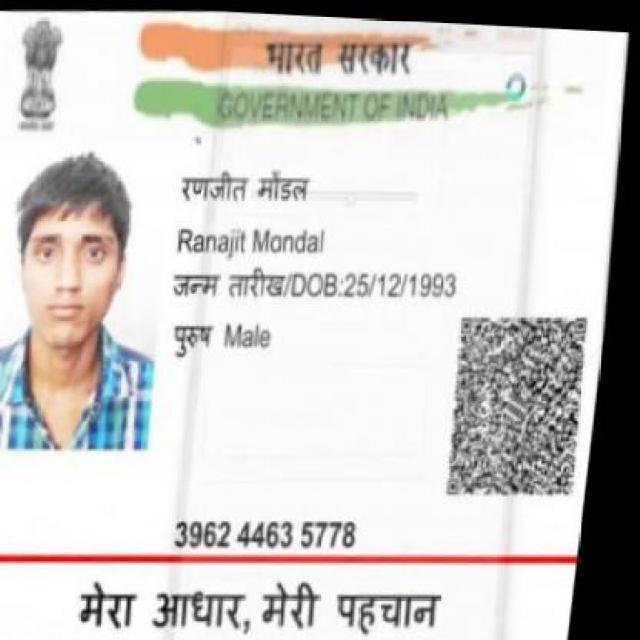 भारत सरकार
GOVERNMENT OF INDIA
रणजीत मोंडल
Ranajit Mondal
जन्म तारीख/DOB:25/12/1993
पुरुष Male
3962 4463 5778
मेरा आधार, मेरी पहचान